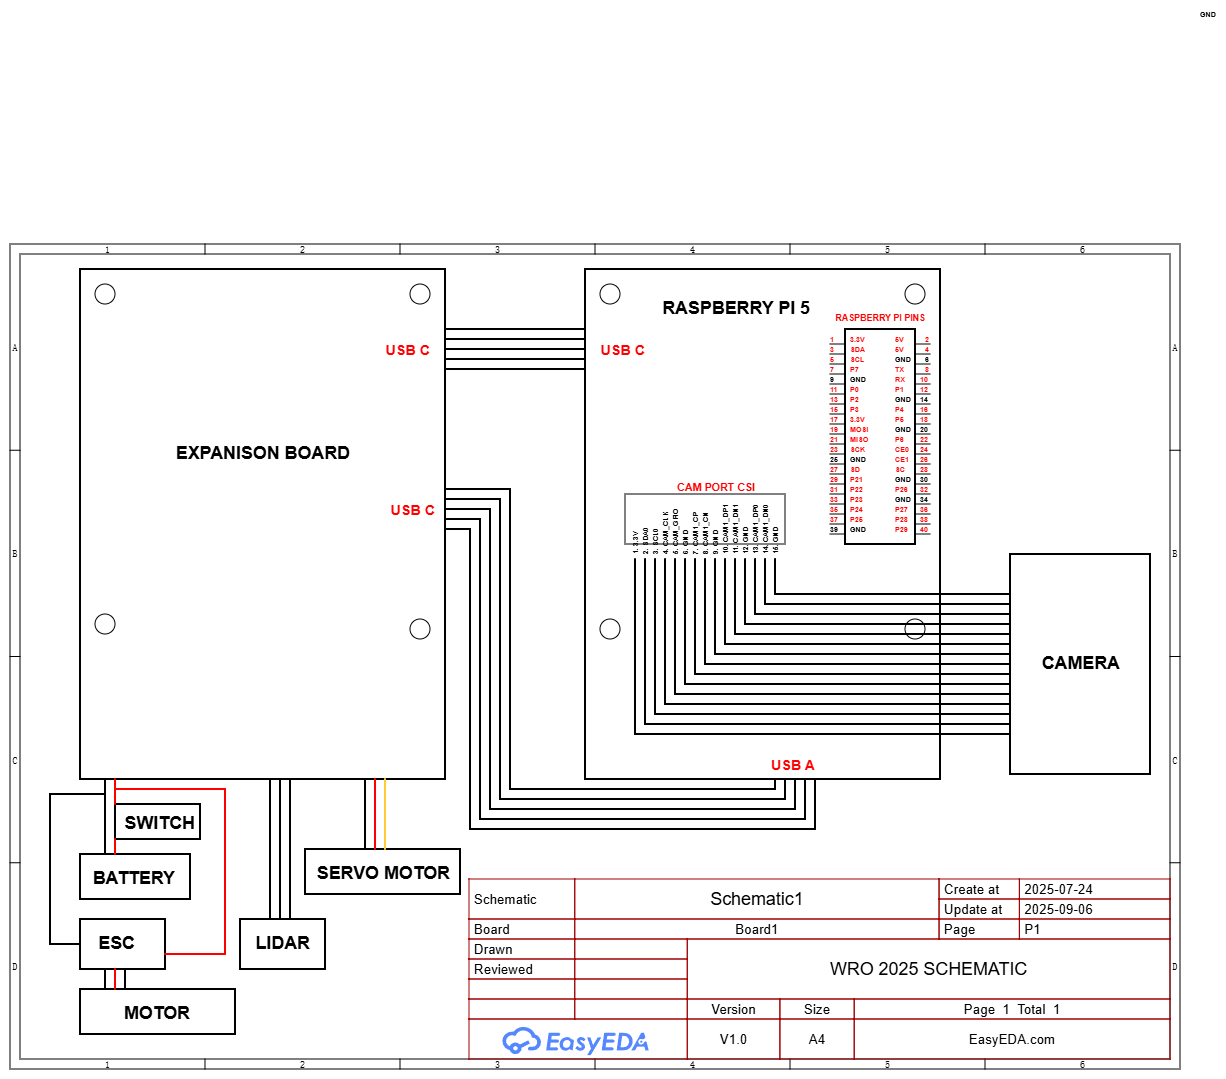 GND
1 2 3 4 5 6
A A
B B
C C
D D
RASPBERRY PI 5
RASPBERRY PI PINS
USB C
USB C
EXPANISON BOARD
USB C
1 3.3V 5V 2
3 SDA 5V 4
5 SCL GND 6
7 P7 TX 8
9 GND RX 10
11 P0 P1 12
13 P2 GND 14
15 P3 P4 16
17 3.3V P5 18
19 MOSI GND 20
21 MISO P6 22
23 SCK CE0 24
25 GND CE1 26
27 SD SC 28
29 P21 GND 30
31 P22 P26 32
33 P23 GND 34
35 P24 P27 36
37 P25 P28 38
39 GND P29 40
CAM PORT CSI
1. 3.3V
2. SDA0
3. SCL0
4. CAM_CLK
5. CAM_GRO
6. GND
7. CAM1_CP
8. CAM1_CN
9. GND
10. CAM1_DP1
11. CAM1_DN1
12. GND
13. CAM1_DP0
14. CAM1_DN0
15. GND
CAMERA
USB A
SWITCH
BATTERY
SERVO MOTOR
ESC
LIDAR
MOTOR
Schematic Schematic1 Create at 2025-07-24
Update at 2025-09-06
Board Board1 Page P1
Drawn
Reviewed
WRO 2025 SCHEMATIC
Version Size Page 1 Total 1
EasyEDA V1.0 A4 EasyEDA.com
1 2 3 4 5 6